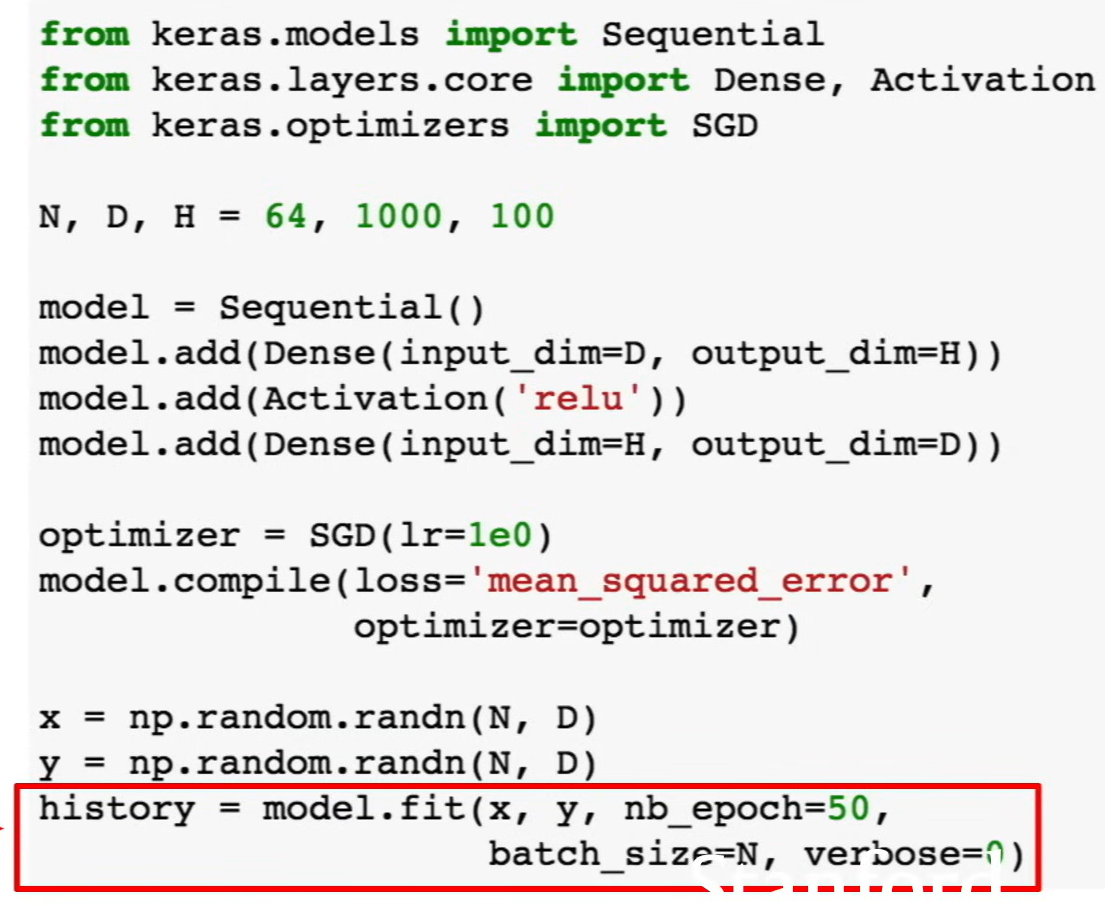 from keras.models import Sequential
from keras.layers.core import Dense, Activation
from keras.optimizers import SGD
N, D, H = 64, 1000, 100
model = Sequential()
model.add(Dense(input_dim=D, output_dim=H))
model.add(Activation('relu'))
model.add(Dense(input_dim=H, output_dim=D))
optimizer = SGD(lr=1e0)
model.compile(loss='mean_squared_error',
optimizer=optimizer)
x = np.random.randn(N, D)
y = np.random.randn(N, D)
history = model.fit(x, y, nb_epoch=50,
batch_size=N, verbose=0)
Stanford